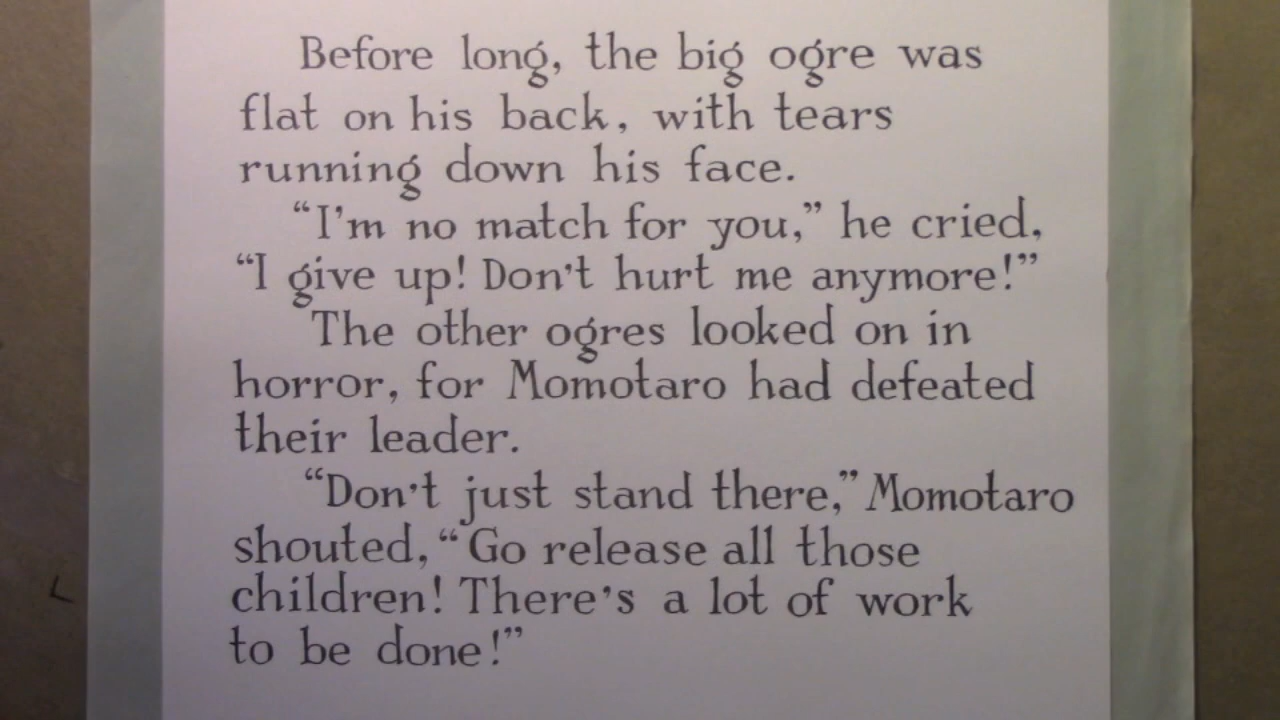 Before long, the big ogre was
flat on his back, with tears
running down his face.
“I’m no match for you,” he cried,
“I give up! Don’t hurt me anymore!”
The other ogres looked on in
horror, for Momotaro had defeated
their leader.
“Don’t just stand there,” Momotaro
shouted, “Go release all those
children! There’s a lot of work
to be done!”